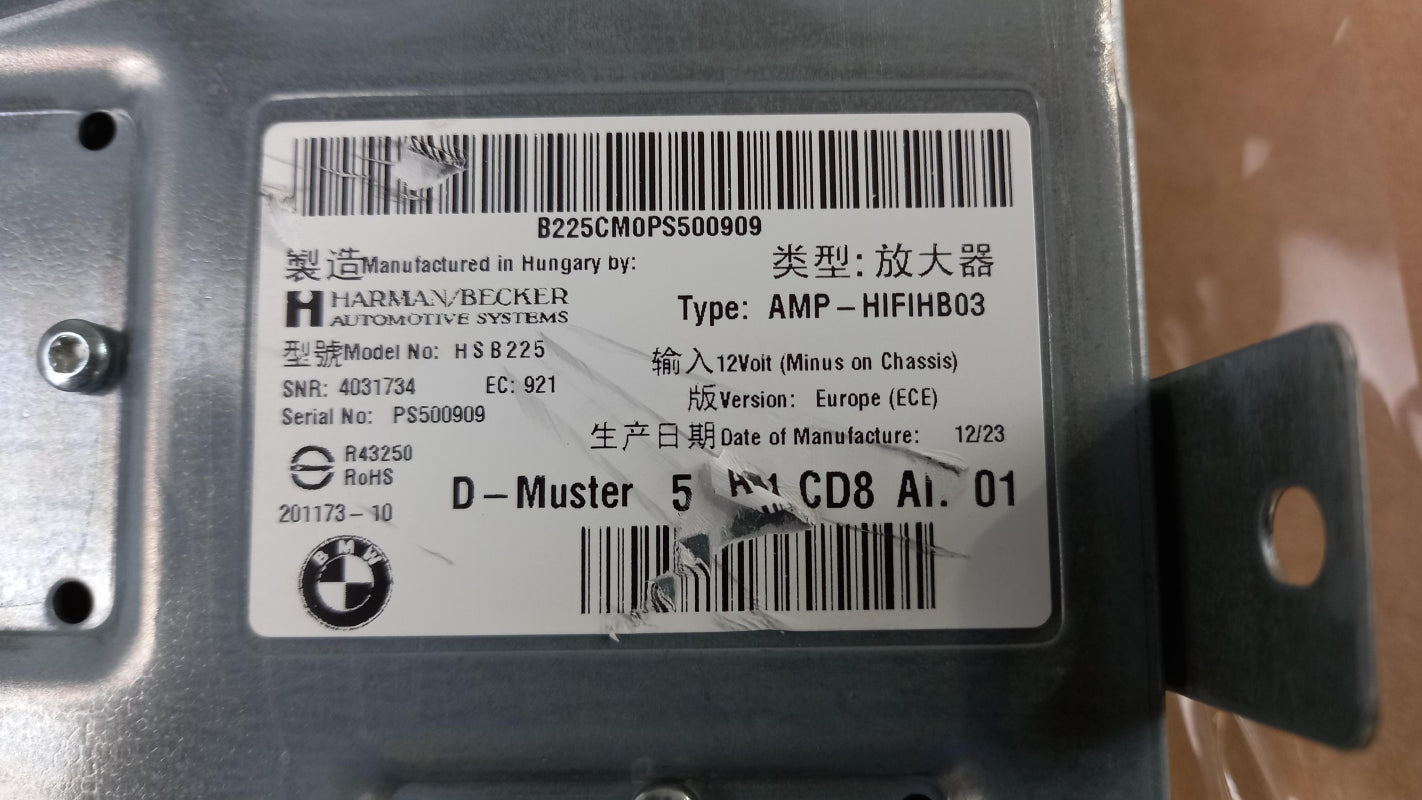 B225CM0PS500909
製造Manufactured in Hungary by:
HARMAN/BECKER
AUTOMOTIVE SYSTEMS
型號Model No: HSB225
SNR: 4031734 EC: 921
Serial No: PS500909
R43250
RoHS
201173-10
BMW
类型: 放大器
Type: AMP-HIFIHB03
输入12Voit (Minus on Chassis)
版Version: Europe (ECE)
生产日期Date of Manufacture: 12/23
D-Muster 5 CD8 01